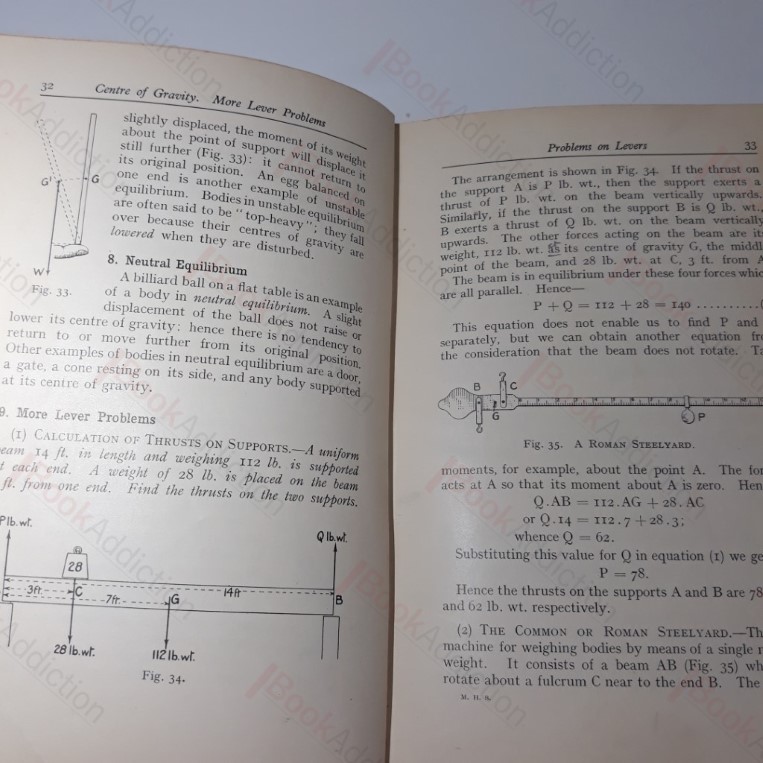 32 Centre of Gravity. More Lever Problems
slightly displaced, the moment of its weight
about the point of support will displace it
still further (Fig. 33): it cannot return to
its original position. An egg balanced on
one end is another example of unstable
equilibrium. Bodies in unstable equilibrium
are often said to be "top-heavy"; they fall
over because their centres of gravity are
lowered when they are disturbed.
G' G
W
Fig. 33.
8. Neutral Equilibrium
A billiard ball on a flat table is an example
of a body in neutral equilibrium. A slight
displacement of the ball does not raise or
lower its centre of gravity: hence there is no tendency to
return to or move further from its original position.
Other examples of bodies in neutral equilibrium are a door,
a gate, a cone resting on its side, and any body supported
at its centre of gravity.
9. More Lever Problems
(1) CALCULATION OF THRUSTS ON SUPPORTS.—A uniform
eam 14 ft. in length and weighing 112 lb. is supported
t each end. A weight of 28 lb. is placed on the beam
ft. from one end. Find the thrusts on the two supports.
P lb. wt.
Q lb. wt.
28
3ft. C 7ft. G 14ft B
28 lb. wt. 112 lb. wt.
Fig. 34.
Problems on Levers 33
The arrangement is shown in Fig. 34. If the thrust on
the support A is P lb. wt., then the support exerts a
thrust of P lb. wt. on the beam vertically upwards.
Similarly, if the thrust on the support B is Q lb. wt.,
B exerts a thrust of Q lb. wt. on the beam vertically
upwards. The other forces acting on the beam are its
weight, 112 lb. wt. its centre of gravity G, the middl
point of the beam, and 28 lb. wt. at C, 3 ft. from A
The beam is in equilibrium under these four forces whic
are all parallel. Hence—
P + Q = 112 + 28 = 140 ..........(
This equation does not enable us to find P and
separately, but we can obtain another equation fro
the consideration that the beam does not rotate. Ta
B C
G P
Fig. 35. A ROMAN STEELYARD.
moments, for example, about the point A. The for
acts at A so that its moment about A is zero. Hen
Q.AB = 112.AG + 28.AC
or Q.14 = 112.7 + 28.3;
whence Q = 62.
Substituting this value for Q in equation (1) we ge
P = 78.
Hence the thrusts on the supports A and B are 78
and 62 lb. wt. respectively.
(2) THE COMMON OR ROMAN STEELYARD.—Th
machine for weighing bodies by means of a single r
weight. It consists of a beam AB (Fig. 35) wh
rotate about a fulcrum C near to the end B. The
BookAddiction